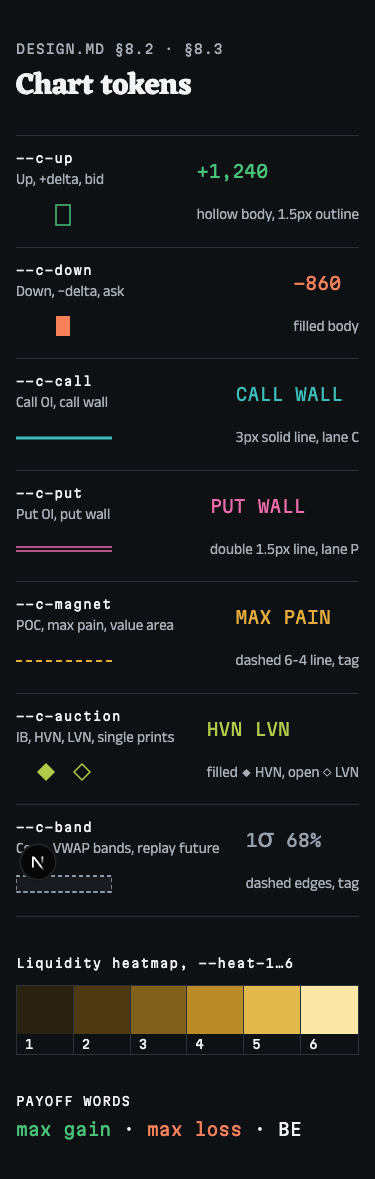 DESIGN.MD §8.2 · §8.3
Chart tokens
--c-up
+1,240
Up, +delta, bid
hollow body, 1.5px outline
--c-down
−860
Down, −delta, ask
filled body
--c-call
CALL WALL
Call OI, call wall
3px solid line, lane C
--c-put
PUT WALL
Put OI, put wall
double 1.5px line, lane P
--c-magnet
MAX PAIN
POC, max pain, value area
dashed 6-4 line, tag
--c-auction
HVN LVN
IB, HVN, LVN, single prints
filled ◆ HVN, open ◇ LVN
--c-band
1σ 68%
VWAP bands, replay future
N
dashed edges, tag
Liquidity heatmap, --heat-1…6
1 2 3 4 5 6
PAYOFF WORDS
max gain · max loss · BE